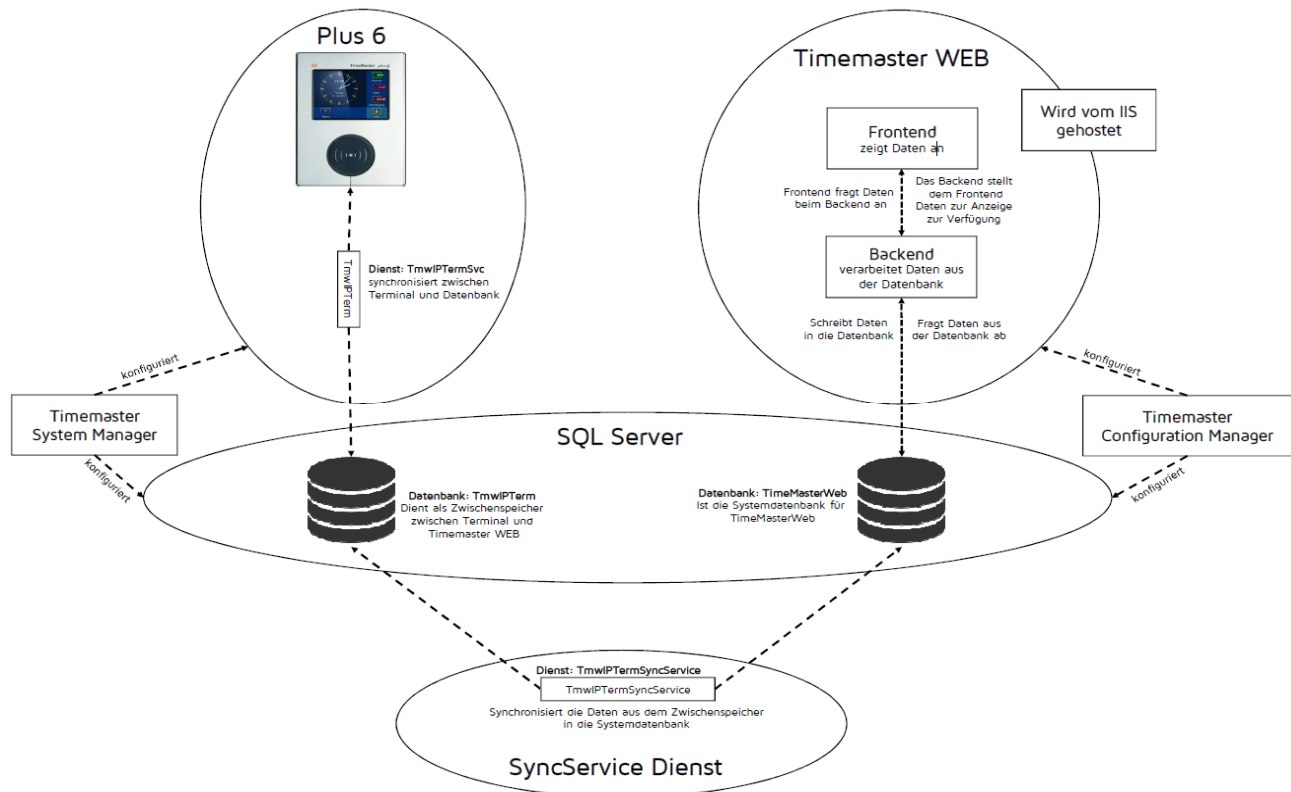 Plus 6
TimeMaster
Dienst: TmwIPTermSvc
synchronisiert zwischen
Terminal und Datenbank
TmwIPTerm
Timemaster WEB
Wird vom IIS
gehostet
Frontend
zeigt Daten an
Frontend fragt Daten
beim Backend an
Das Backend stellt
dem Frontend
Daten zur Anzeige
zur Verfügung
Backend
verarbeitet Daten aus
der Datenbank
Schreibt Daten
in die Datenbank
Fragt Daten aus
der Datenbank ab
konfiguriert
Timemaster
System Manager
konfiguriert
konfiguriert
Timemaster
Configuration Manager
konfiguriert
SQL Server
Datenbank: TmwIPTerm
Dient als Zwischenspeicher
zwischen Terminal und
Timemaster WEB
Datenbank: TimeMasterWeb
Ist die Systemdatenbank für
TimeMasterWeb
Dienst: TmwIPTermSyncService
TmwIPTermSyncService
Synchronisiert die Daten aus dem Zwischenspeicher
in die Systemdatenbank
SyncService Dienst